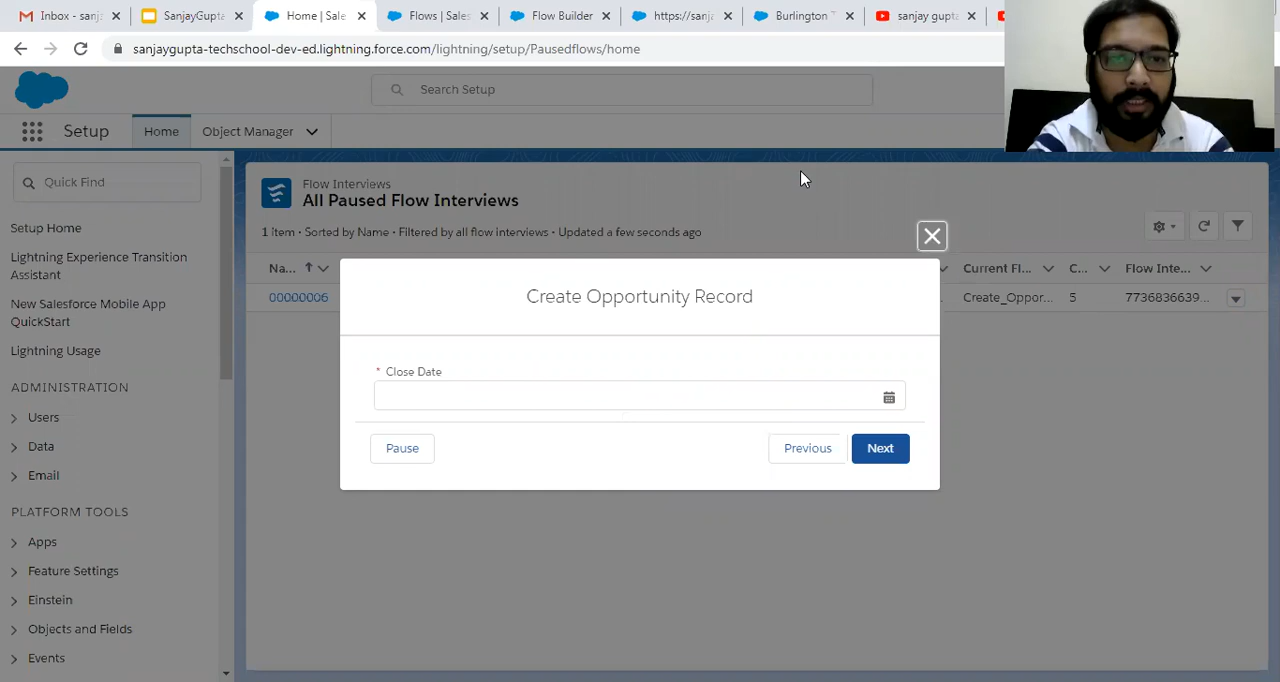 Inbox - sanj
SanjayGupta
Home | Sale
Flows | Sales
Flow Builder
https://sanja
Burlington T
sanjay gupta
sanjaygupta-techschool-dev-ed.lightning.force.com/lightning/setup/Pausedflows/home
Search Setup
Setup
Home
Object Manager
Quick Find
Setup Home
Lightning Experience Transition
Assistant
New Salesforce Mobile App
QuickStart
Lightning Usage
ADMINISTRATION
Users
Data
Email
PLATFORM TOOLS
Apps
Feature Settings
Einstein
Objects and Fields
Events
Flow Interviews
All Paused Flow Interviews
1 item • Sorted by Name • Filtered by all flow interviews • Updated a few seconds ago
Na...
Current Fl...
C...
Flow Inte...
00000006
Create_Oppor...
5
7736836639...
Create Opportunity Record
* Close Date
Pause
Previous
Next